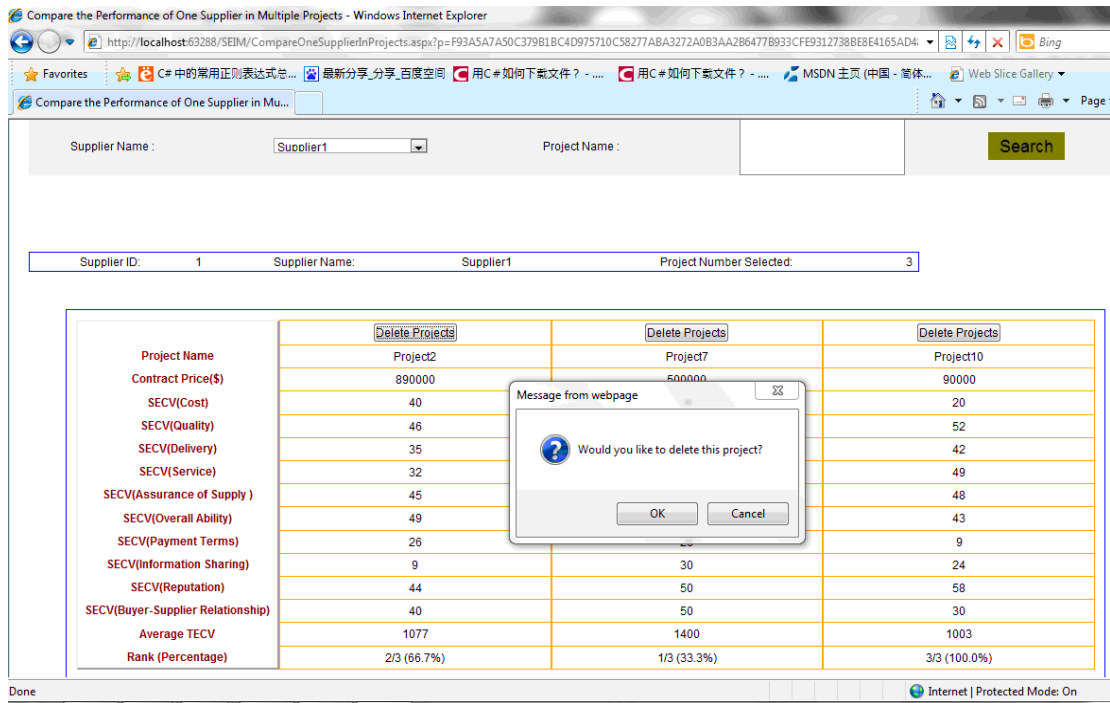 Compare the Performance of One Supplier in Multiple Projects - Windows Internet Explorer
http://localhost:63288/SEIM/CompareOneSupplierInProjects.aspx?p=F93A5A7A50C379B1BC4D975710C58277ABA3272A0B3AA2B6477B933CFE9312738BE8E4165AD4
Bing
Favorites C# 中的常用正则表达式总... 最新分享_分享_百度空间 用C＃如何下载文件？ - .... 用C＃如何下载文件？ - .... MSDN 主页 (中国 - 简体... Web Slice Gallery
Compare the Performance of One Supplier in Mu... Page
Supplier Name : Supplier1 Project Name : Search
Supplier ID: 1 Supplier Name: Supplier1 Project Number Selected: 3
Delete Projects Delete Projects Delete Projects
Project Name Project2 Project7 Project10
Contract Price($) 890000 500000 90000
Message from webpage
SECV(Cost) 40 20
SECV(Quality) 46 52
SECV(Delivery) 35 42
Would you like to delete this project?
SECV(Service) 32 49
SECV(Assurance of Supply ) 45 48
OK Cancel
SECV(Overall Ability) 49 43
SECV(Payment Terms) 26 9
SECV(Information Sharing) 9 30 24
SECV(Reputation) 44 50 58
SECV(Buyer-Supplier Relationship) 40 50 30
Average TECV 1077 1400 1003
Rank (Percentage) 2/3 (66.7%) 1/3 (33.3%) 3/3 (100.0%)
Done Internet | Protected Mode: On